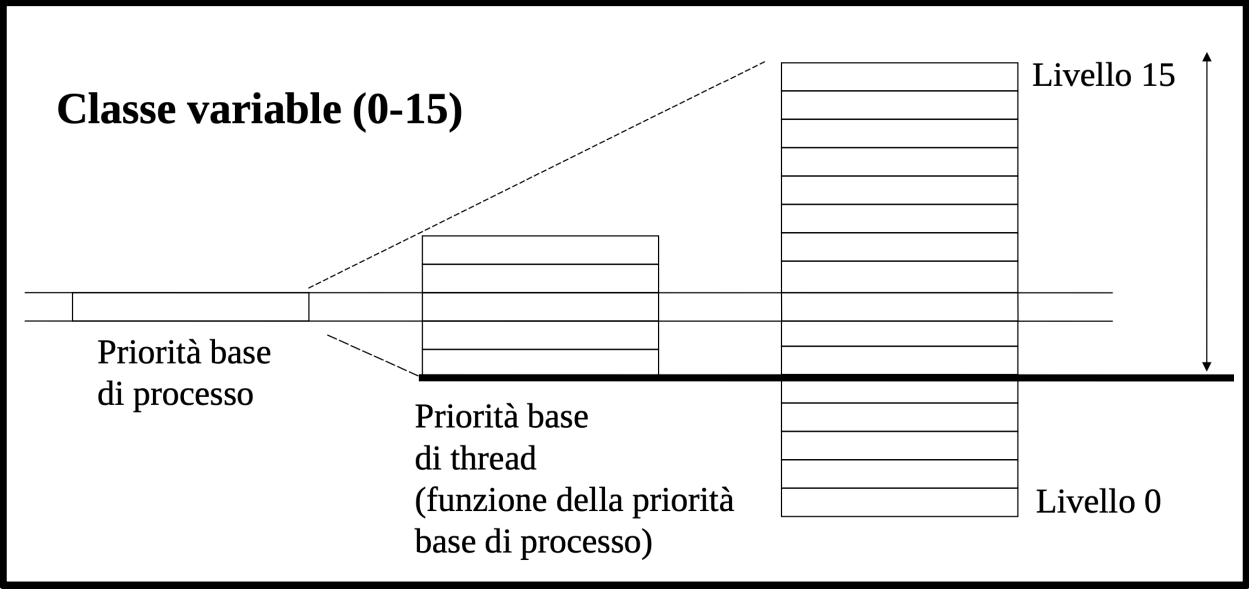 Classe variable (0-15)
Livello 15
Priorità base
di processo
Priorità base
di thread
(funzione della priorità
base di processo)
Livello 0